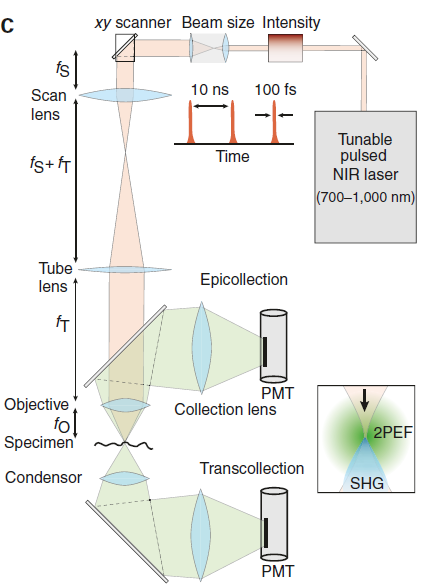 c
xy scanner Beam size Intensity
fS
Scan
lens
10 ns
100 fs
Time
Tunable
pulsed
NIR laser
(700–1,000 nm)
fS+ fT
Tube
lens
Epicollection
fT
PMT
Objective
Collection lens
fO
Specimen
2PEF
SHG
Condensor
Transcollection
PMT